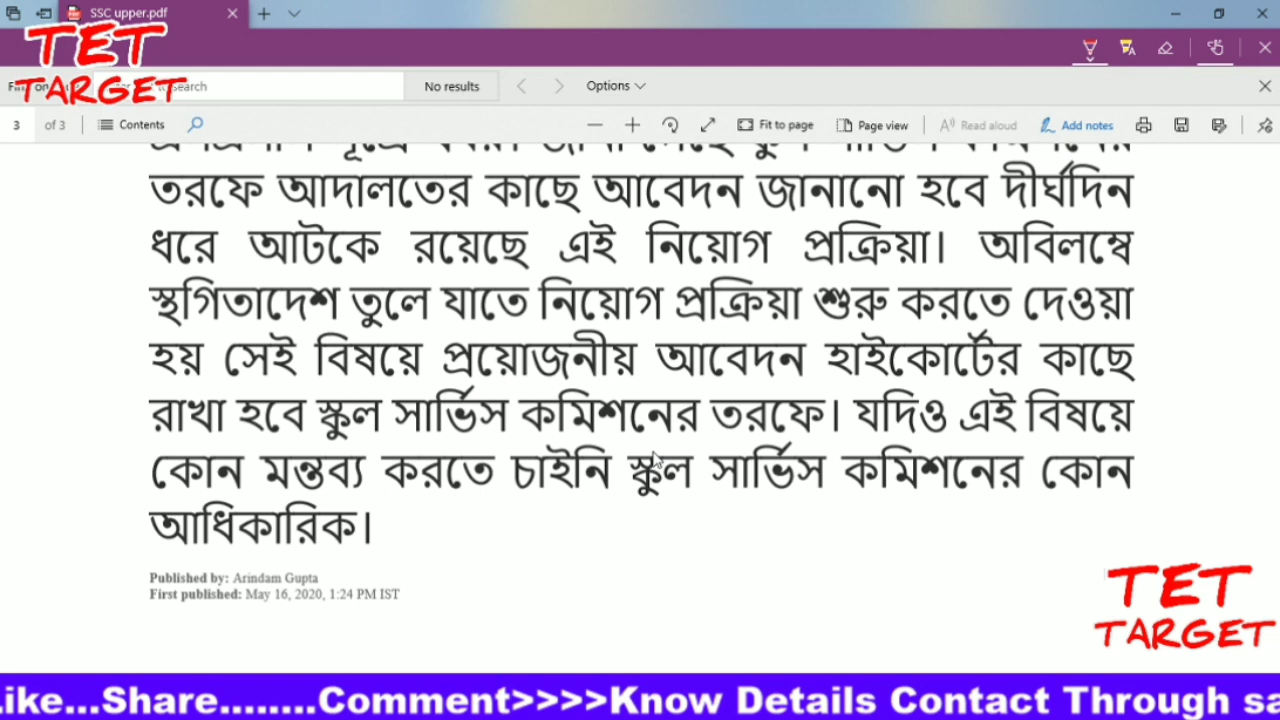 SSC upper.pdf
TET
TARGET
No results
Options
3 of 3
Contents
Fit to page
Page view
Read aloud
Add notes
তরফে আদালতের কাছে আবেদন জানানো হবে দীর্ঘদিন
ধরে আটকে রয়েছে এই নিয়োগ প্রক্রিয়া। অবিলম্বে
স্থগিতাদেশ তুলে যাতে নিয়োগ প্রক্রিয়া শুরু করতে দেওয়া
হয় সেই বিষয়ে প্রয়োজনীয় আবেদন হাইকোর্টের কাছে
রাখা হবে স্কুল সার্ভিস কমিশনের তরফে। যদিও এই বিষয়ে
কোন মন্তব্য করতে চাইনি স্কুল সার্ভিস কমিশনের কোন
আধিকারিক।
Published by: Arindam Gupta
First published: May 16, 2020, 1:24 PM IST
TET
TARGET
ike...Share........Comment>>>>Know Details Contact Through sa